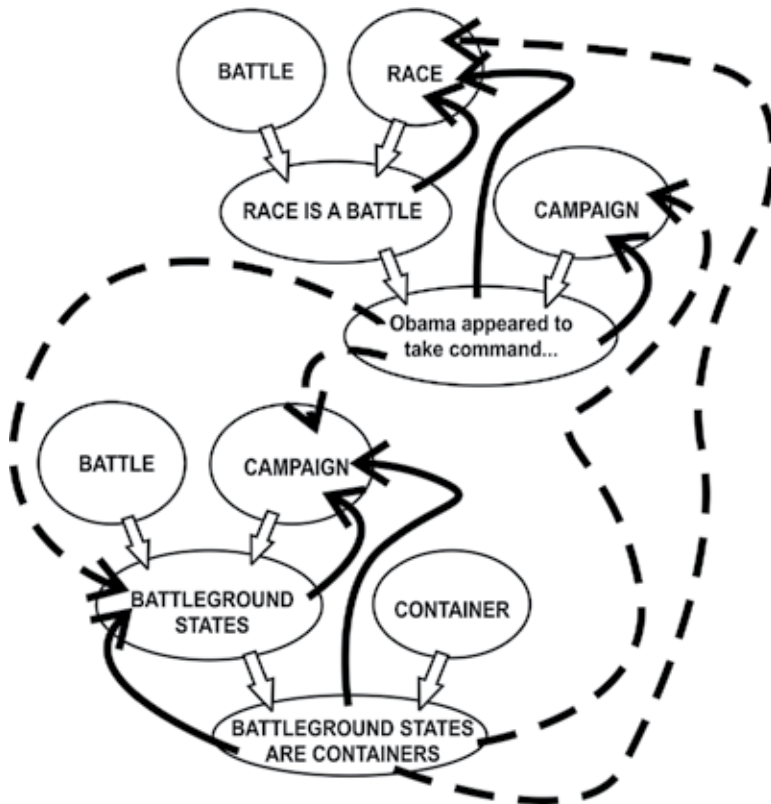 BATTLE
RACE
RACE IS A BATTLE
CAMPAIGN
Obama appeared to
take command...
BATTLE
CAMPAIGN
BATTLEGROUND
STATES
CONTAINER
BATTLEGROUND STATES
ARE CONTAINERS